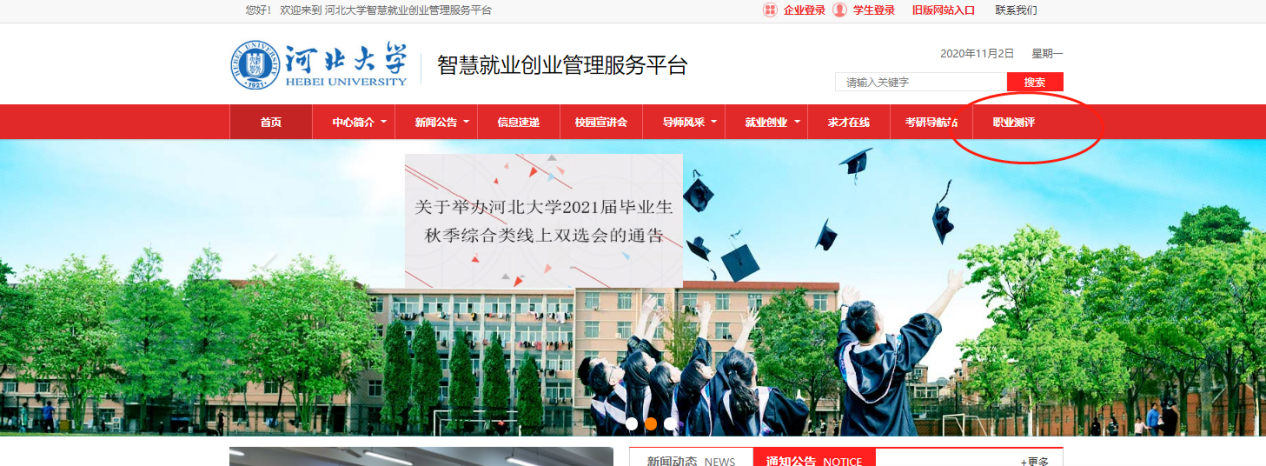 您好！ 欢迎来到 河北大学智慧就业创业管理服务平台
企业登录 学生登录 旧版网站入口 联系我们
河北大学
HEBEI UNIVERSITY
HEBEI UNIVERSITY
1921
智慧就业创业管理服务平台
2020年11月2日 星期一
请输入关键字 搜索
首页 中心简介 新闻公告 信息速递 校园宣讲会 导师风采 就业创业 求才在线 考研导航站 职业测评
关于举办河北大学2021届毕业生
秋季综合类线上双选会的通告
新闻动态 NEWS 通知公告 NOTICE +更多